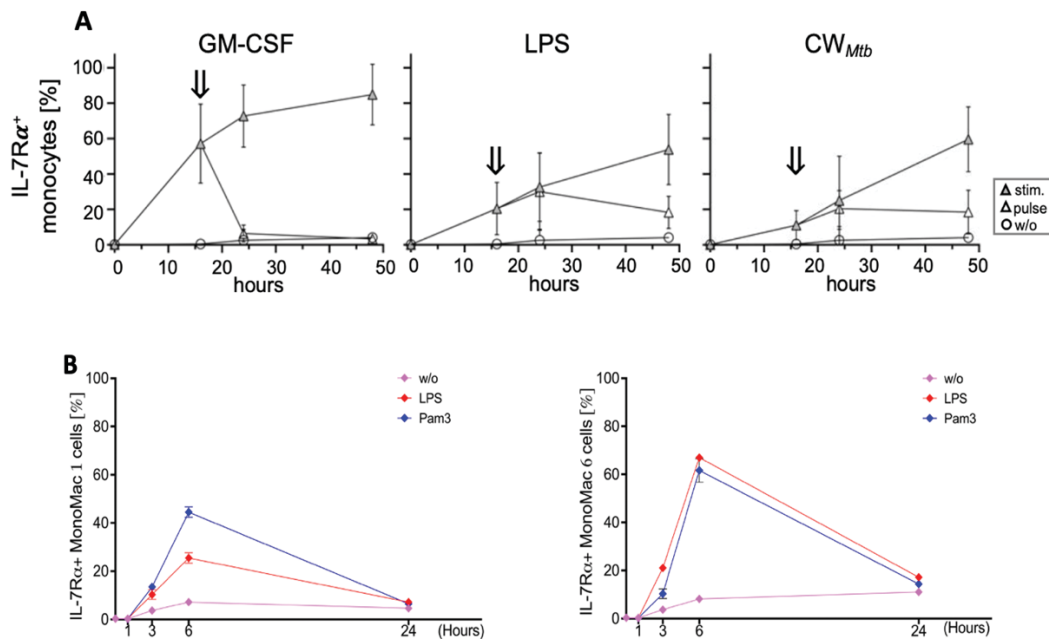 A
GM-CSF
LPS
CW Mtb
IL-7Rα+
monocytes [%]
100
80
60
40
20
0
0 10 20 30 40 50
0 10 20 30 40 50
0 10 20 30 40 50
hours
hours
hours
stim.
pulse
w/o
B
IL-7Rα+ MonoMac 1 cells [%]
100
80
60
40
20
0
1 3 6 24 (Hours)
w/o
LPS
Pam3
IL-7Rα+ MonoMac 6 cells [%]
100
80
60
40
20
0
1 3 6 24 (Hours)
w/o
LPS
Pam3